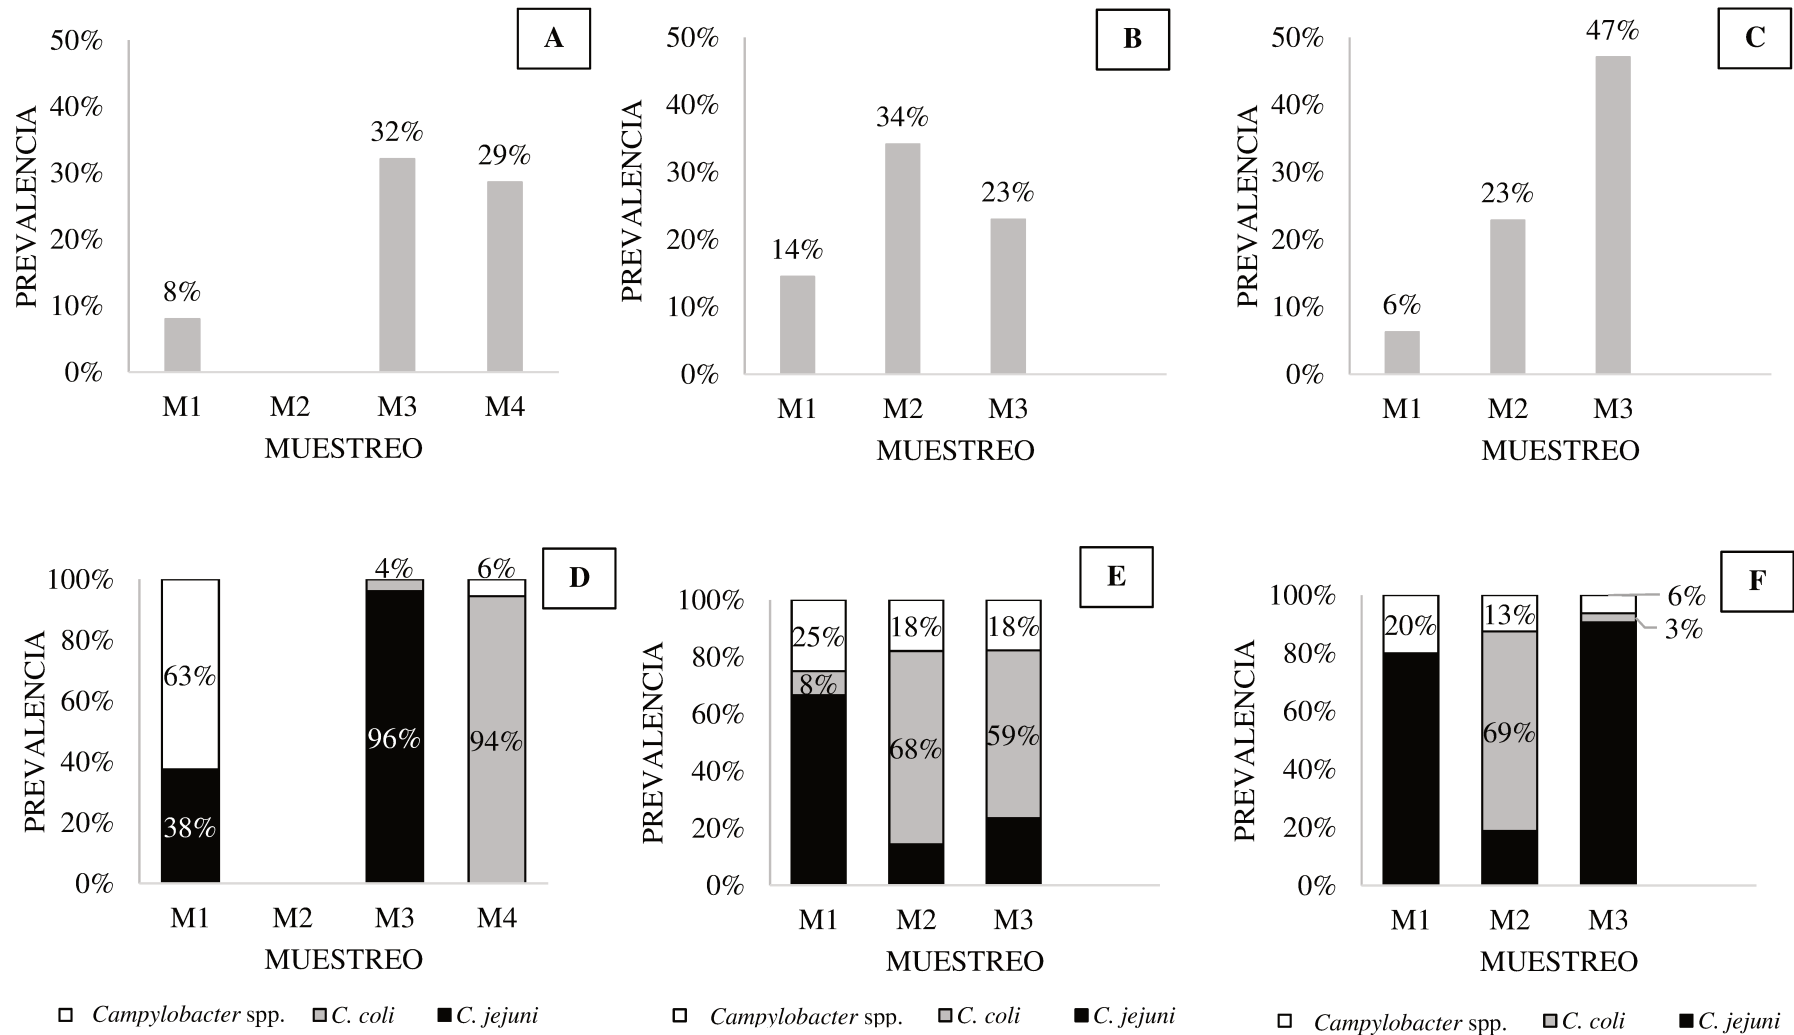 A
PREVALENCIA
50%
40%
30%
20%
10%
0%
8%
32%
29%
M1 M2 M3 M4
MUESTREO
B
PREVALENCIA
50%
40%
30%
20%
10%
0%
14%
34%
23%
M1 M2 M3
MUESTREO
C
PREVALENCIA
50%
40%
30%
20%
10%
0%
6%
23%
47%
M1 M2 M3
MUESTREO
D
PREVALENCIA
100%
80%
60%
40%
20%
0%
63%
38%
4%
96%
6%
94%
M1 M2 M3 M4
MUESTREO
Campylobacter spp. C. coli C. jejuni
E
PREVALENCIA
100%
80%
60%
40%
20%
0%
25%
8%
18%
68%
18%
59%
M1 M2 M3
MUESTREO
Campylobacter spp. C. coli C. jejuni
F
PREVALENCIA
100%
80%
60%
40%
20%
0%
20%
13%
69%
6%
3%
M1 M2 M3
MUESTREO
Campylobacter spp. C. coli C. jejuni